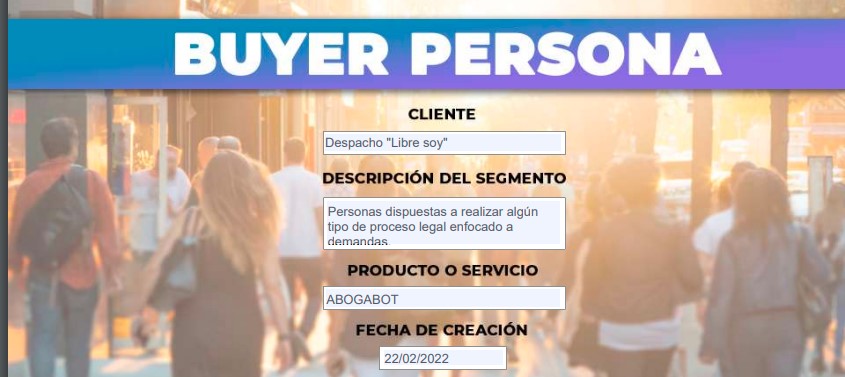 BUYER PERSONA
CLIENTE
Despacho "Libre soy"
DESCRIPCIÓN DEL SEGMENTO
Personas dispuestas a realizar algún
tipo de proceso legal enfocado a
demandas.
PRODUCTO O SERVICIO
ABOGABOT
FECHA DE CREACIÓN
22/02/2022